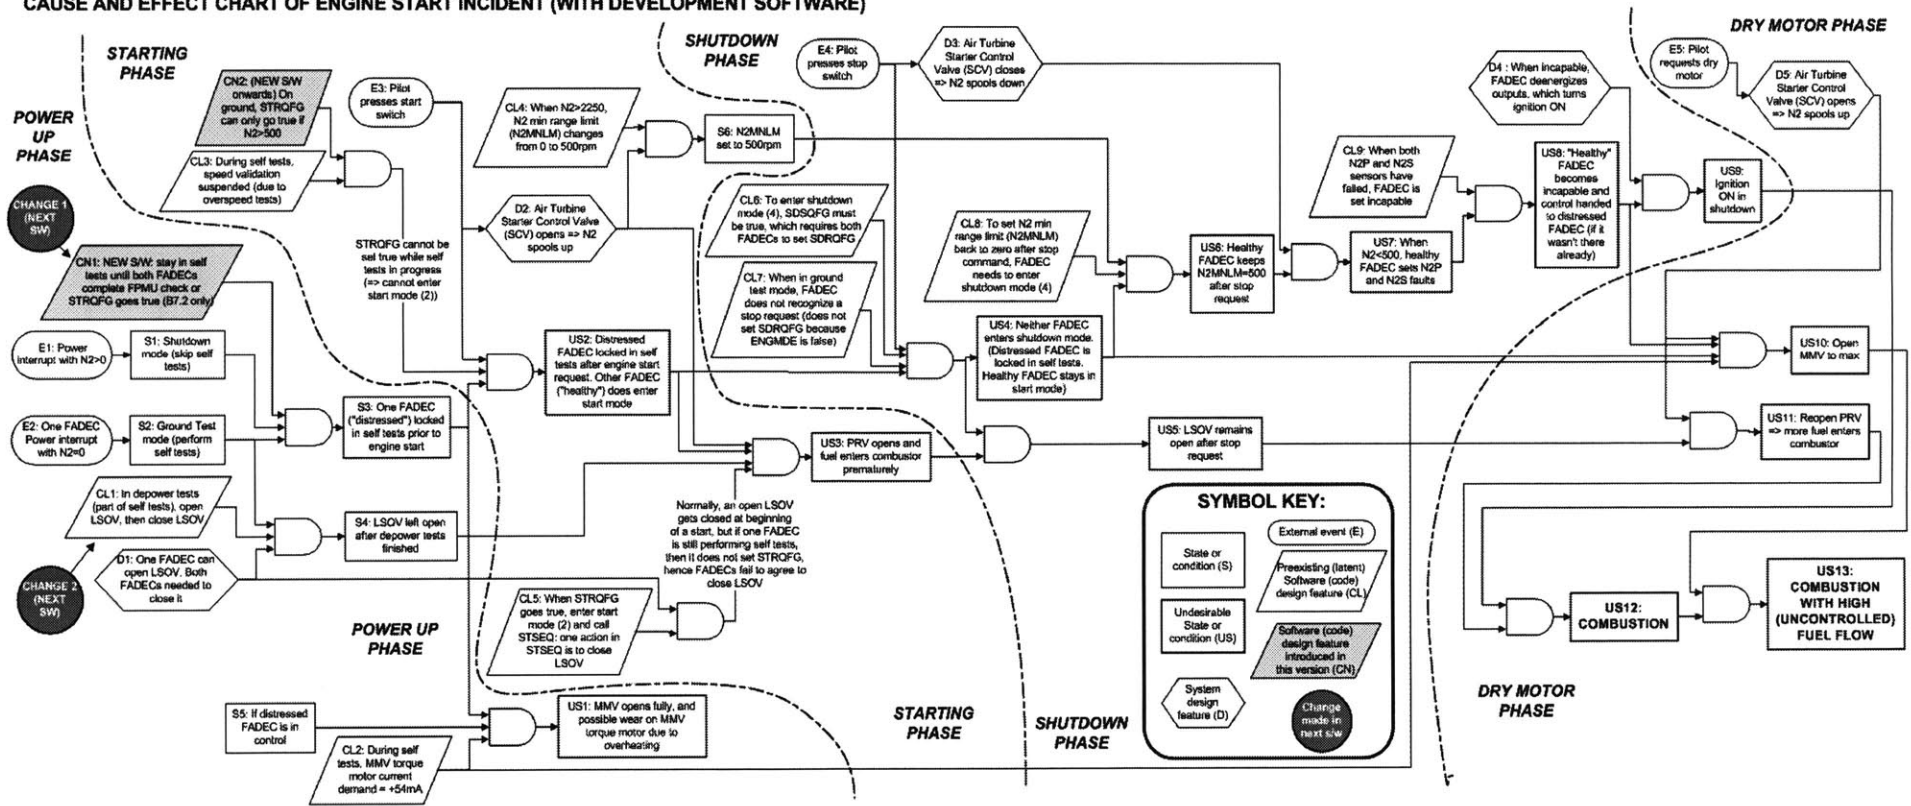 CAUSE AND EFFECT CHART OF ENGINE START INCIDENT (WITH DEVELOPMENT SOFTWARE)
STARTING
PHASE
SHUTDOWN
PHASE
DRY MOTOR PHASE
POWER
UP
PHASE
CN2: (NEW S/W
onwards) On
ground, STRQFG
can only go true if
N2>500
E3: Pilot
presses start
switch
CL4: When N2>2250,
N2 min range limit
(N2MNLM) changes
from 0 to 500rpm
S6: N2MNLM
set to 500rpm
E4: Pilot
presses stop
switch
D3: Air Turbine
Starter Control
Valve (SCV) closes
=> N2 spools down
D4 : When incapable,
FADEC deenergizes
outputs, which turns
ignition ON
E5: Pilot
requests dry
motor
D5: Air Turbine
Starter Control
Valve (SCV) opens
=> N2 spools up
CL3: During self tests,
speed validation
suspended (due to
overspeed tests)
CHANGE 1
(NEXT
SW)
CN1: NEW S/W: stay in self
tests until both FADECs
complete FPMU check or
STRQFG goes true (B7.2 only)
STRQFG cannot be
set true while self
tests in progress
(=> cannot enter
start mode (2))
D2: Air Turbine
Starter Control Valve
(SCV) opens => N2
spools up
CL6: To enter shutdown
mode (4), SDSQFG must
be true, which requires both
FADECs to set SDRQFG
CL7: When in ground
test mode, FADEC
does not recognize a
stop request (does not
set SDRQFG because
ENGMDE is false)
CL8: To set N2 min
range limit (N2MNLM)
back to zero after stop
command, FADEC
needs to enter
shutdown mode (4)
US6: Healthy
FADEC keeps
N2MNLM=500
after stop
request
CL9: When both
N2P and N2S
sensors have
failed, FADEC is
set incapable
US7: When
N2<500, healthy
FADEC sets N2P
and N2S faults
US8: "Healthy"
FADEC
becomes
incapable and
control handed
to distressed
FADEC (if it
wasn't there
already)
US9:
Ignition
ON in
shutdown
E1: Power
interrupt with N2>0
S1: Shutdown
mode (skip self
tests)
US2: Distressed
FADEC locked in self
tests after engine start
request. Other FADEC
("healthy") does enter
start mode
US4: Neither FADEC
enters shutdown mode.
(Distressed FADEC is
locked in self tests.
Healthy FADEC stays in
start mode)
US10: Open
MMV to max
E2: One FADEC
Power interrupt
with N2=0
S2: Ground Test
mode (perform
self tests)
S3: One FADEC
("distressed") locked
in self tests prior to
engine start
US3: PRV opens and
fuel enters combustor
prematurely
US5: LSOV remains
open after stop
request
US11: Reopen PRV
=> more fuel enters
combustor
CL1: In depower tests
(part of self tests), open
LSOV, then close LSOV
S4: LSOV left open
after depower tests
finished
Normally, an open LSOV
gets closed at beginning
of a start, but if one FADEC
is still performing self tests,
then it does not set STRQFG,
hence FADECs fail to agree to
close LSOV
CHANGE 2
(NEXT
SW)
D1: One FADEC can
open LSOV. Both
FADECs needed to
close it
CL5: When STRQFG
goes true, enter start
mode (2) and call
STSEQ: one action in
STSEQ is to close
LSOV
POWER UP
PHASE
SYMBOL KEY:
State or
condition (S)
External event (E)
Preexisting (latent)
Software (code)
design feature (CL)
Undesirable
State or
condition (US)
Software (code)
design feature
introduced in
this version (CN)
System
design
feature (D)
Change
made in
next s/w
US12:
COMBUSTION
US13:
COMBUSTION
WITH HIGH
(UNCONTROLLED)
FUEL FLOW
S5: If distressed
FADEC is in
control
US1: MMV opens fully, and
possible wear on MMV
torque motor due to
overheating
CL2: During self
tests, MMV torque
motor current
demand = +54mA
STARTING
PHASE
SHUTDOWN
PHASE
DRY MOTOR
PHASE